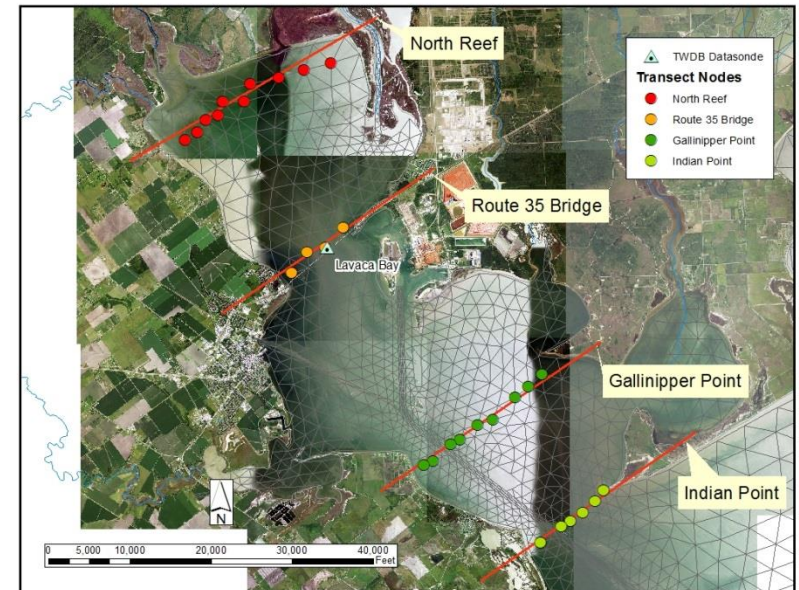 North Reef
TWDB Datasonde
Transect Nodes
North Reef
Route 35 Bridge
Gallinipper Point
Indian Point
Route 35 Bridge
Lavaca Bay
Gallinipper Point
Indian Point
N
0 5,000 10,000 20,000 30,000 40,000
Feet